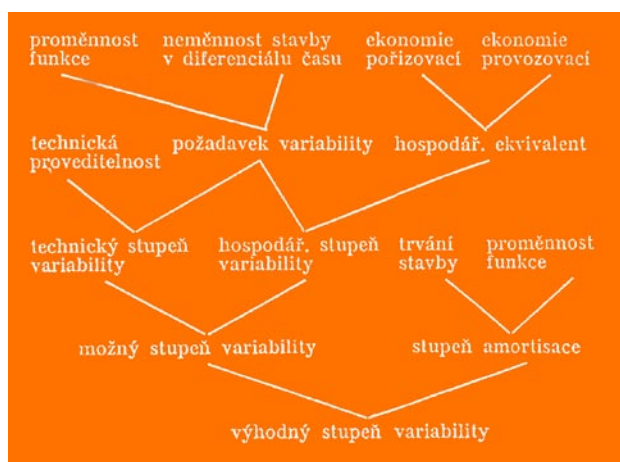 proměnnost
funkce
neměnnost stavby
v diferenciálu času
ekonomie
pořizovací
ekonomie
provozovací
technická
proveditelnost
požadavek variability
hospodář. ekvivalent
technický stupeň
variability
hospodář. stupeň
variability
trvání
stavby
proměnnost
funkce
možný stupeň variability
stupeň amortisace
výhodný stupeň variability